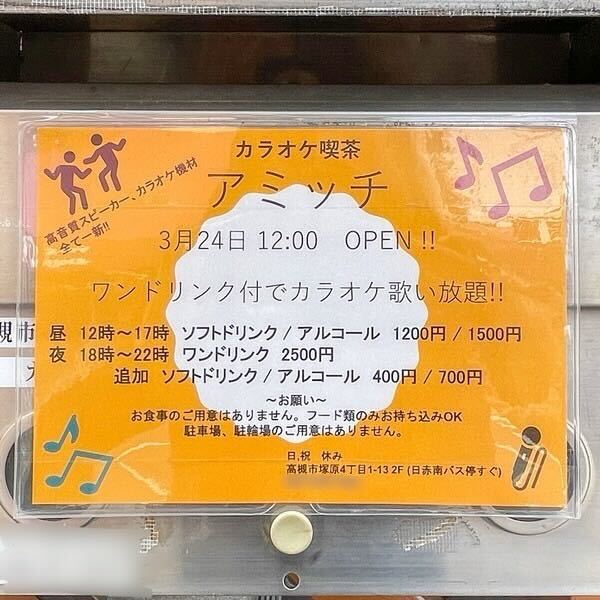 カラオケ喫茶
アミッチ
高音質スピーカー、カラオケ機材
全て一新!!
3月24日 12:00 OPEN !!
ワンドリンク付でカラオケ歌い放題!!
昼 12時～17時 ソフトドリンク / アルコール 1200円 / 1500円
夜 18時～22時 ワンドリンク 2500円
追加 ソフトドリンク / アルコール 400円 / 700円
～お願い～
お食事のご用意はありません。フード類のみお持ち込みOK
駐車場、駐輪場のご用意はありません。
日,祝 休み
高槻市塚原4丁目1-13 2F (日赤南バス停すぐ)
槻市